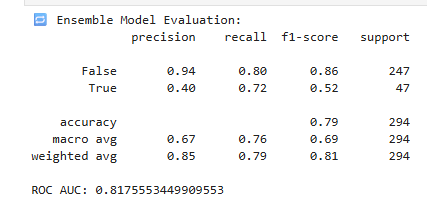 🔁 Ensemble Model Evaluation:
              precision    recall  f1-score   support

       False       0.94      0.80      0.86       247
        True       0.40      0.72      0.52        47

    accuracy                           0.79       294
   macro avg       0.67      0.76      0.69       294
weighted avg       0.85      0.79      0.81       294

ROC AUC: 0.8175553449909553